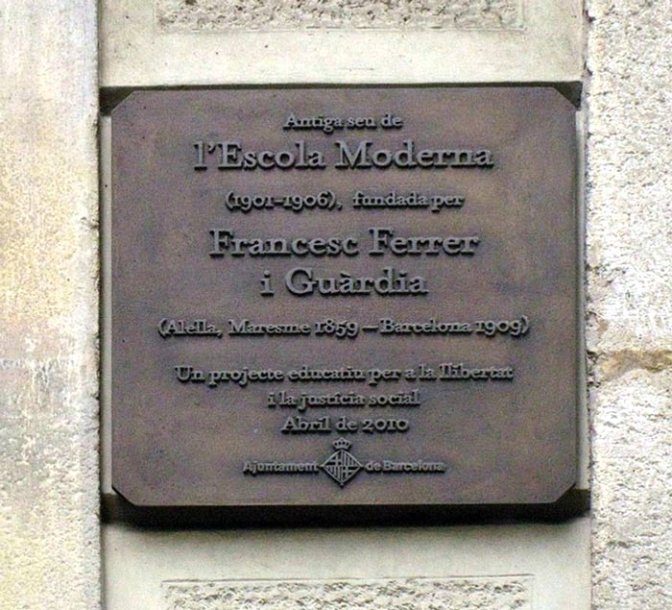 Antiga seu de
l'Escola Moderna
(1901-1906), fundada per
Francesc Ferrer
i Guàrdia
(Alella, Maresme 1859 – Barcelona 1909)
Un projecte educatiu per a la llibertat
i la justícia social
Abril de 2010
Ajuntament de Barcelona